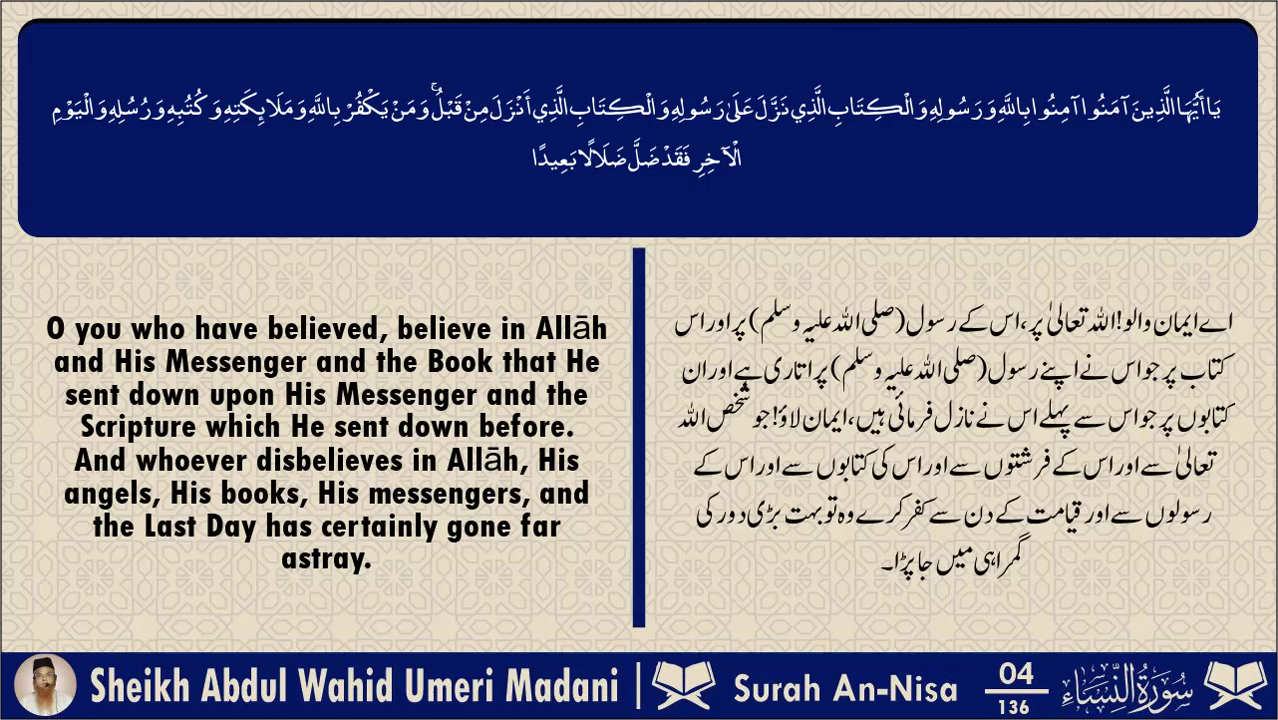 يَا أَيُّهَا الَّذِينَ آمَنُوا آمِنُوا بِاللَّهِ وَرَسُولِهِ وَالْكِتَابِ الَّذِي نَزَّلَ عَلَىٰ رَسُولِهِ وَالْكِتَابِ الَّذِي أَنْزَلَ مِنْ قَبْلُ ۚ وَمَنْ يَكْفُرْ بِاللَّهِ وَمَلَائِكَتِهِ وَكُتُبِهِ وَرُسُلِهِ وَالْيَوْمِ
الْآخِرِ فَقَدْ ضَلَّ ضَلَالًا بَعِيدًا
O you who have believed, believe in Allāh
and His Messenger and the Book that He
sent down upon His Messenger and the
Scripture which He sent down before.
And whoever disbelieves in Allāh, His
angels, His books, His messengers, and
the Last Day has certainly gone far
astray.
اے ایمان والو! اللہ تعالیٰ پر، اس کے رسول (صلی اللہ علیہ وسلم) پر اور اس
کتاب پر جو اس نے اپنے رسول (صلی اللہ علیہ وسلم) پر اتاری ہے اور ان
کتابوں پر جو اس سے پہلے اس نے نازل فرمائی ہیں، ایمان لاؤ! جو شخص اللہ
تعالیٰ سے اور اس کے فرشتوں سے اور اس کی کتابوں سے اور اس کے
رسولوں سے اور قیامت کے دن سے کفر کرے وہ تو بہت بڑی دور کی
گمراہی میں جا پڑا۔
Sheikh Abdul Wahid Umeri Madani |
Surah An-Nisa
04
136
سُورَةُ النِّسَاء